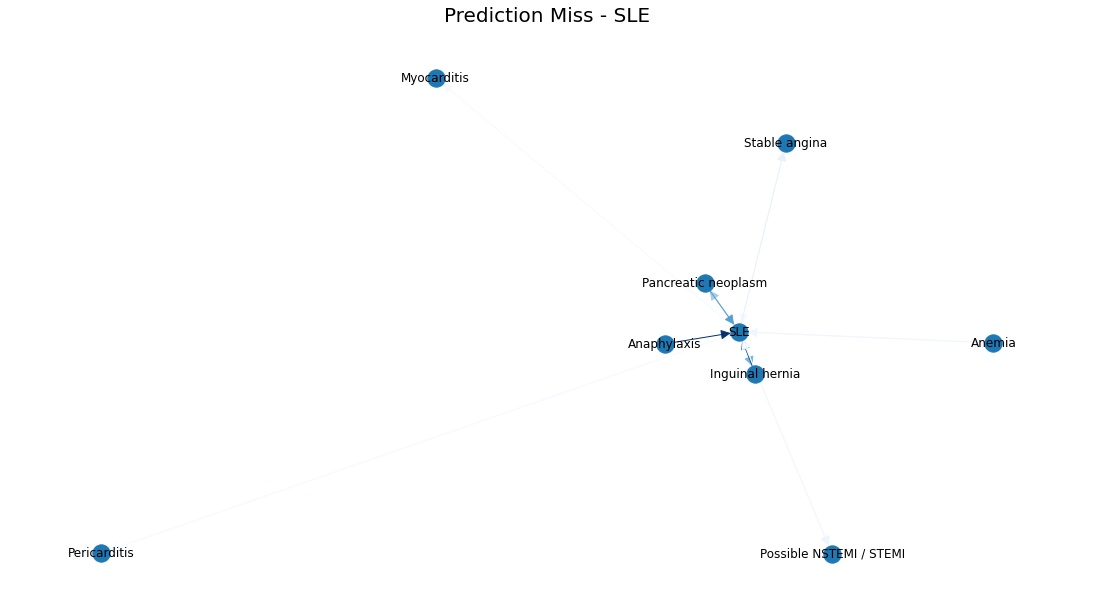 Prediction Miss - SLE
Myocarditis
Stable angina
Pancreatic neoplasm
SLE
Anaphylaxis
Anemia
Inguinal hernia
Pericarditis
Possible NSTEMI / STEMI